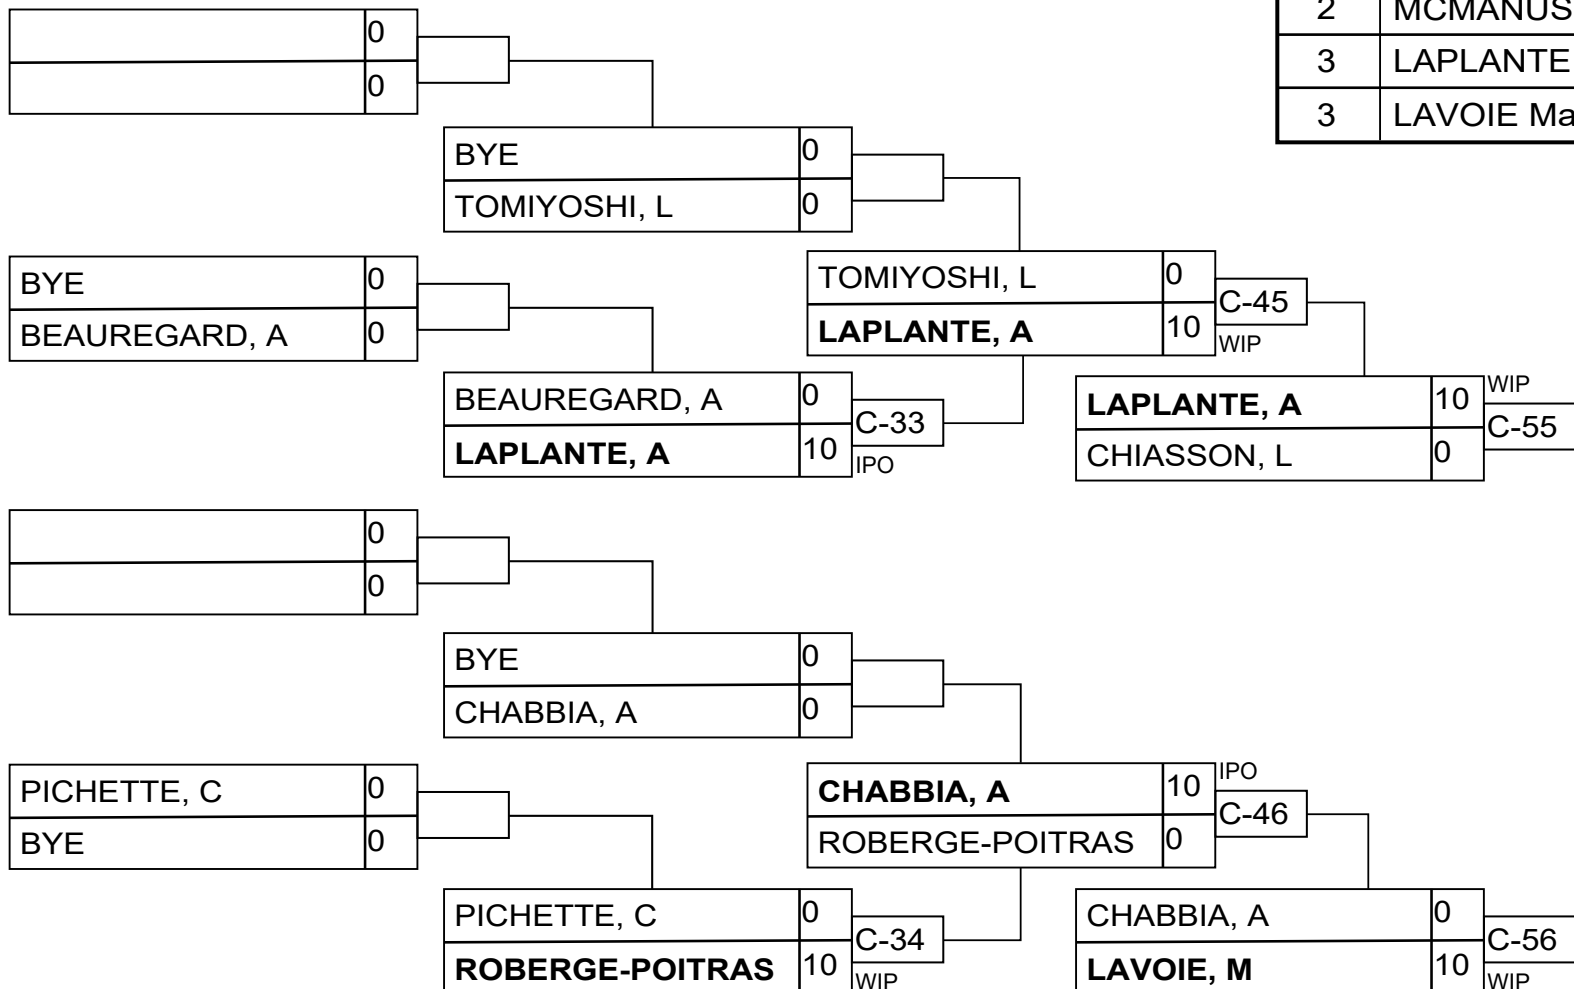 2 MCMANUS
3 LAPLANTE
3 LAVOIE Ma
0
0
BYE 0
TOMIYOSHI, L 0
BYE 0
BEAUREGARD, A 0
TOMIYOSHI, L 0
LAPLANTE, A 10
C-45
WIP
BEAUREGARD, A 0
LAPLANTE, A 10
C-33
IPO
LAPLANTE, A 10
CHIASSON, L 0
WIP
C-55
0
0
BYE 0
CHABBIA, A 0
PICHETTE, C 0
BYE 0
CHABBIA, A 10
ROBERGE-POITRAS 0
IPO
C-46
PICHETTE, C 0
ROBERGE-POITRAS 10
C-34
WIP
CHABBIA, A 0
LAVOIE, M 10
C-56
WIP